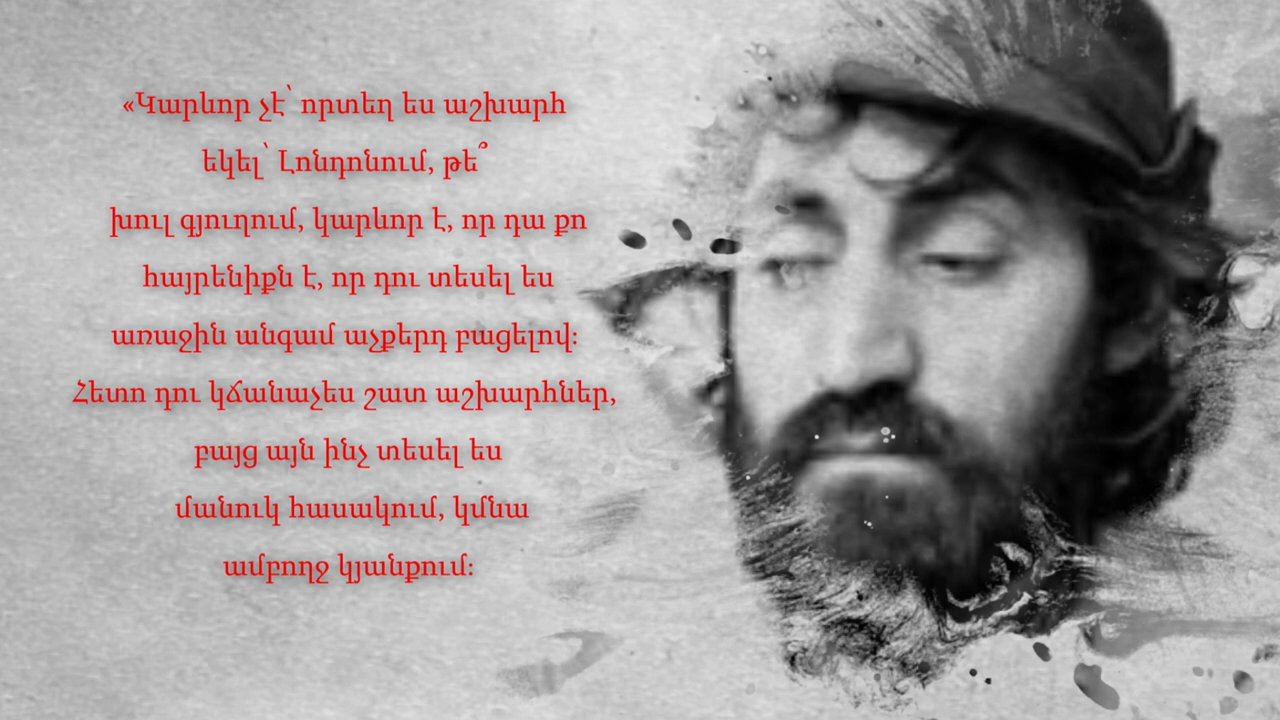 «Կարևոր չէ՝ որտեղ ես աշխարհ
եկել՝ Լոնդոնում, թե՞
խուլ գյուղում, կարևոր է, որ դա քո
հայրենիքն է, որ դու տեսել ես
առաջին անգամ աչքերդ բացելով։
Հետո դու կճանաչես շատ աշխարհներ,
բայց այն ինչ տեսել ես
մանուկ հասակում, կմնա
ամբողջ կյանքում։